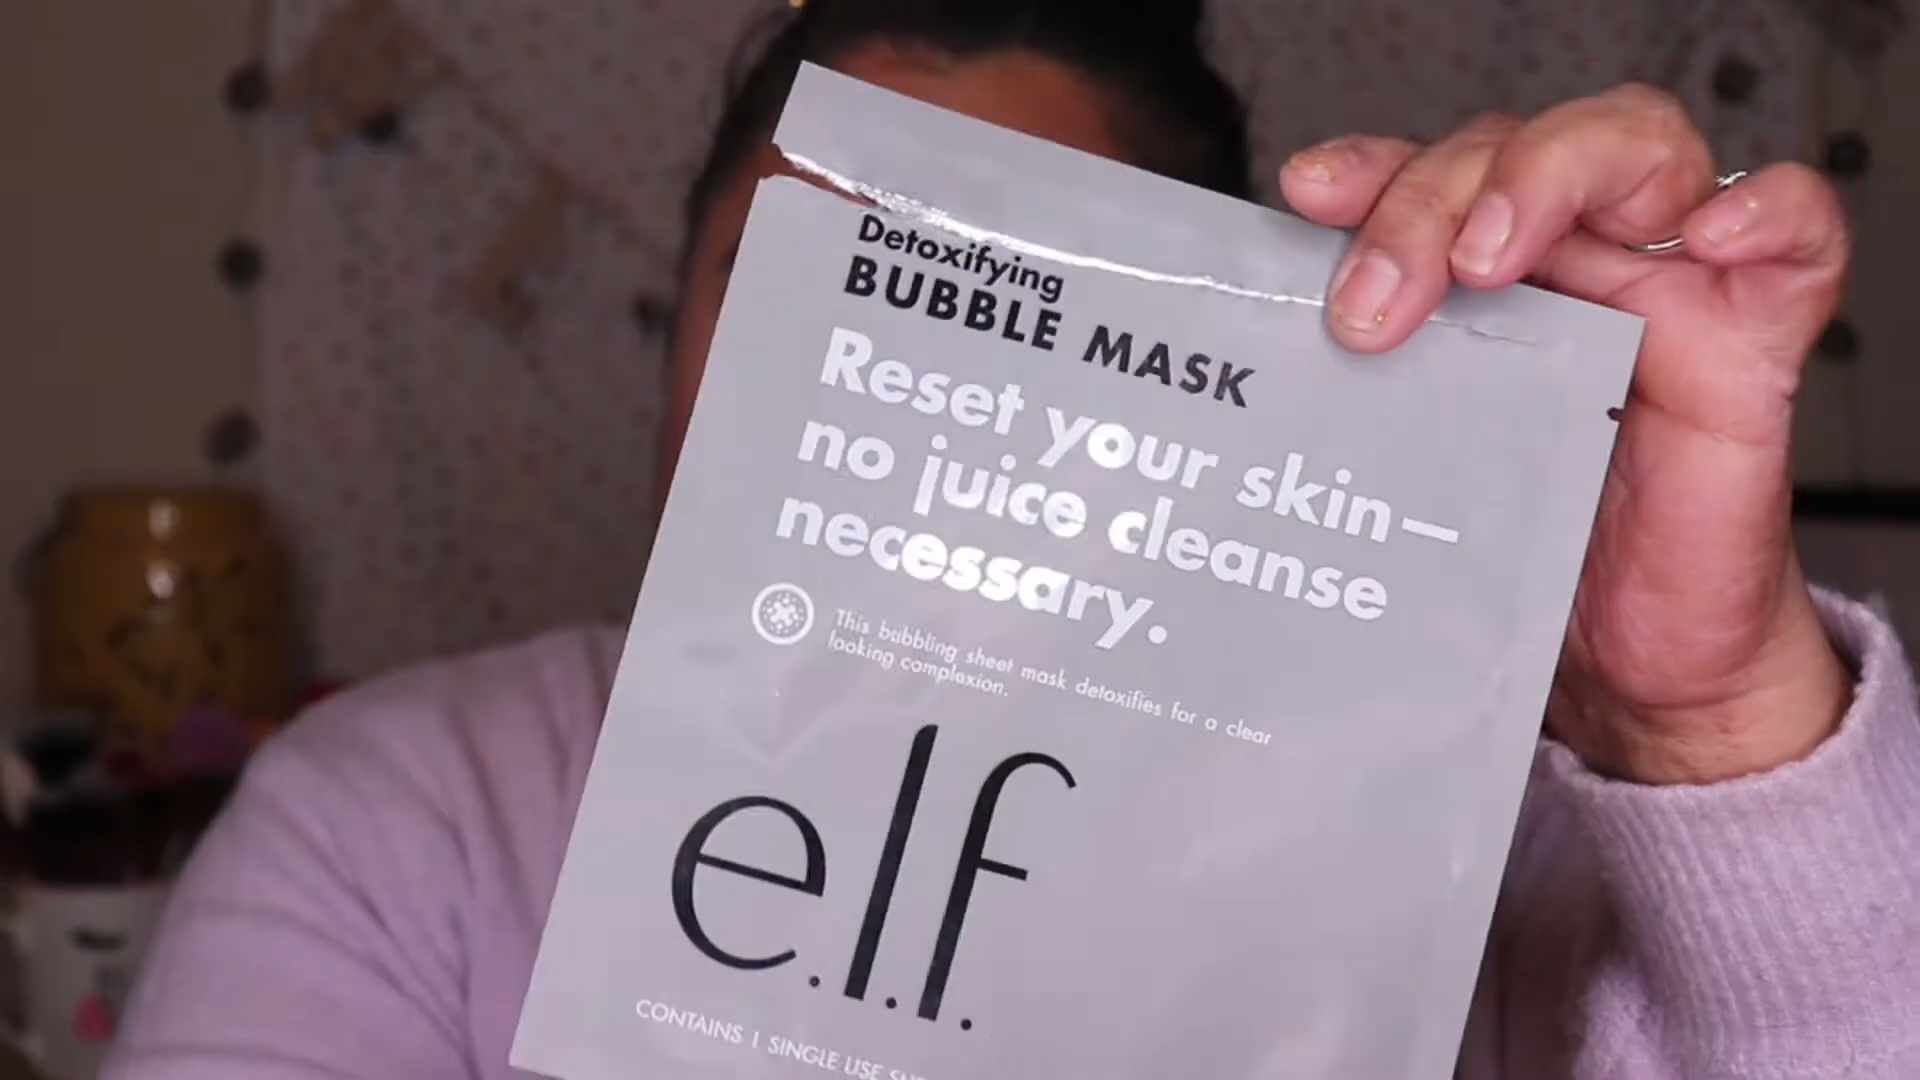 Detoxifying
BUBBLE MASK
Reset your skin—
no juice cleanse
necessary.
This bubbling sheet mask detoxifies for a clear
looking complexion.
e.l.f.
CONTAINS 1 SINGLE USE